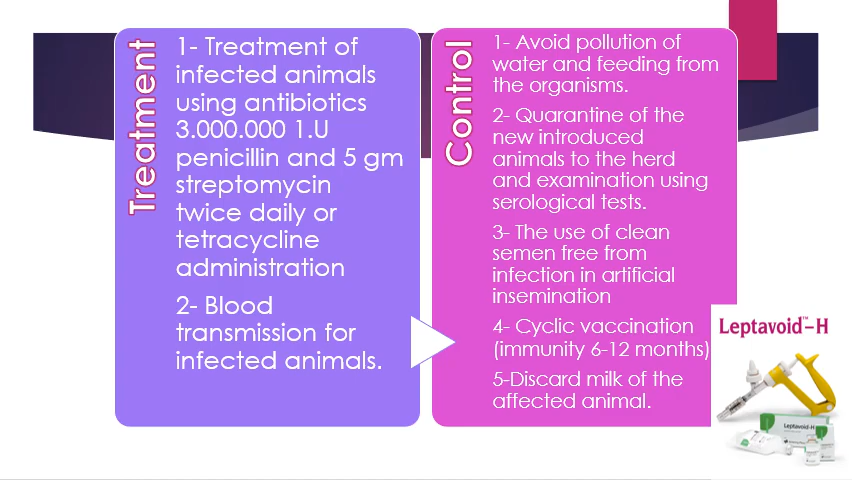 Treatment
1- Treatment of
infected animals
using antibiotics
3.000.000 1.U
penicillin and 5 gm
streptomycin
twice daily or
tetracycline
administration
2- Blood
transmission for
infected animals.
Control
1- Avoid pollution of
water and feeding from
the organisms.
2- Quarantine of the
new introduced
animals to the herd
and examination using
serological tests.
3- The use of clean
semen free from
infection in artificial
insemination
4- Cyclic vaccination
(immunity 6-12 months)
5-Discard milk of the
affected animal.
Leptavoid™-H
Leptavoid-H